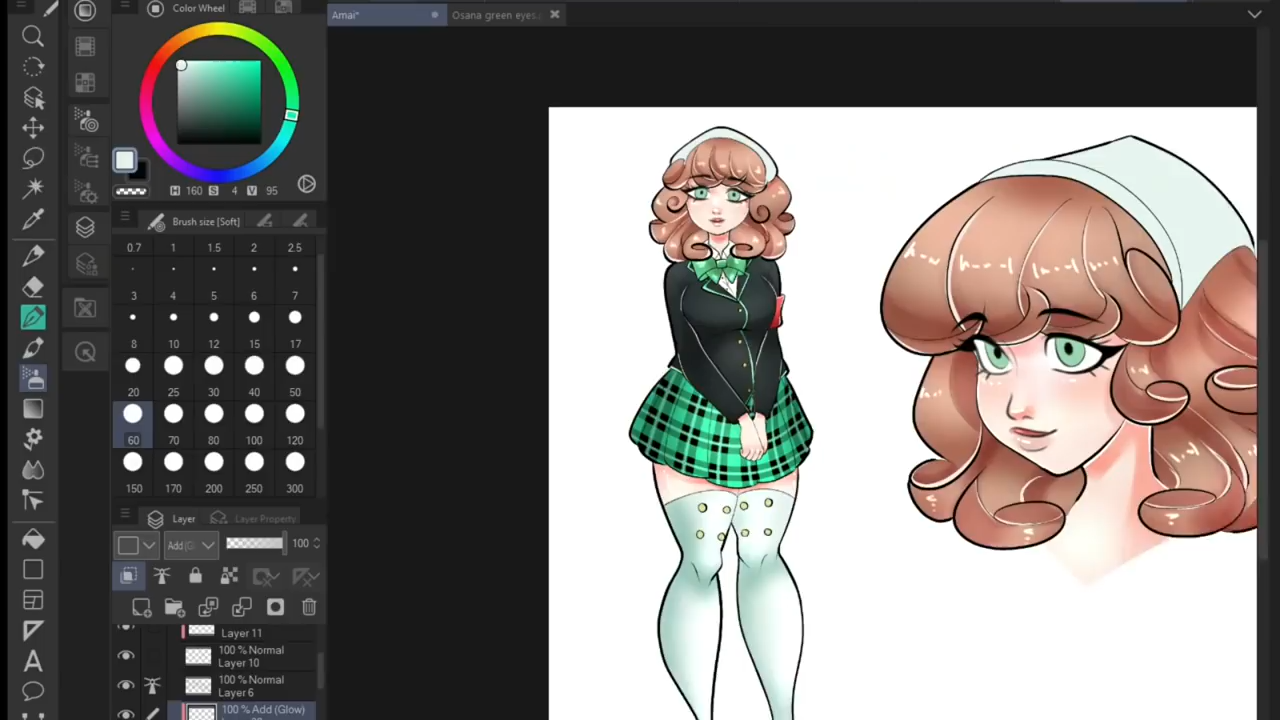 Color Wheel
Amai*
Osana green eyes.
H 160 S 4 V 95
Brush size [Soft]
0.7 1 1.5 2 2.5
3 4 5 6 7
8 10 12 15 17
20 25 30 40 50
60 70 80 100 120
150 170 200 250 300
Layer
Layer Property
Add(G
100
Layer 11
100 % Normal
Layer 10
100 % Normal
Layer 6
100 % Add (Glow)